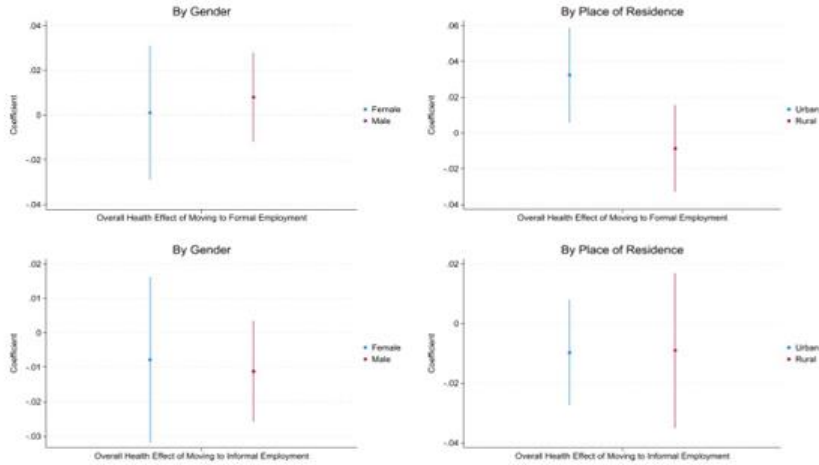 By Gender
.04
.02
0
-.02
-.04
Coefficient
Female
Male
Overall Health Effect of Moving to Formal Employment
By Place of Residence
.06
.04
.02
0
-.02
-.04
Coefficient
Urban
Rural
Overall Health Effect of Moving to Formal Employment
By Gender
.02
.01
0
-.01
-.02
-.03
Coefficient
Female
Male
Overall Health Effect of Moving to Informal Employment
By Place of Residence
.02
0
-.02
-.04
Coefficient
Urban
Rural
Overall Health Effect of Moving to Informal Employment